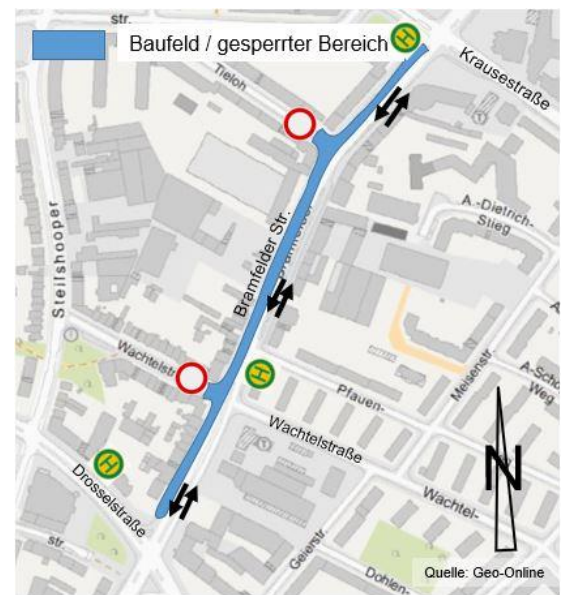 str.
Baufeld / gesperrter Bereich
H
Krausestraße
Tieloh
A.-Dietrich-
Stieg
Steilshooper
Bramfelder Str.
Wachtelstr.
H
Pfauen-
Meisenstr.
A-Scho
Weg
Wachtelstraße
N
H
Drosselstraße
Wachtel-
str.
Geierstr.
Dohlen-
Quelle: Geo-Online